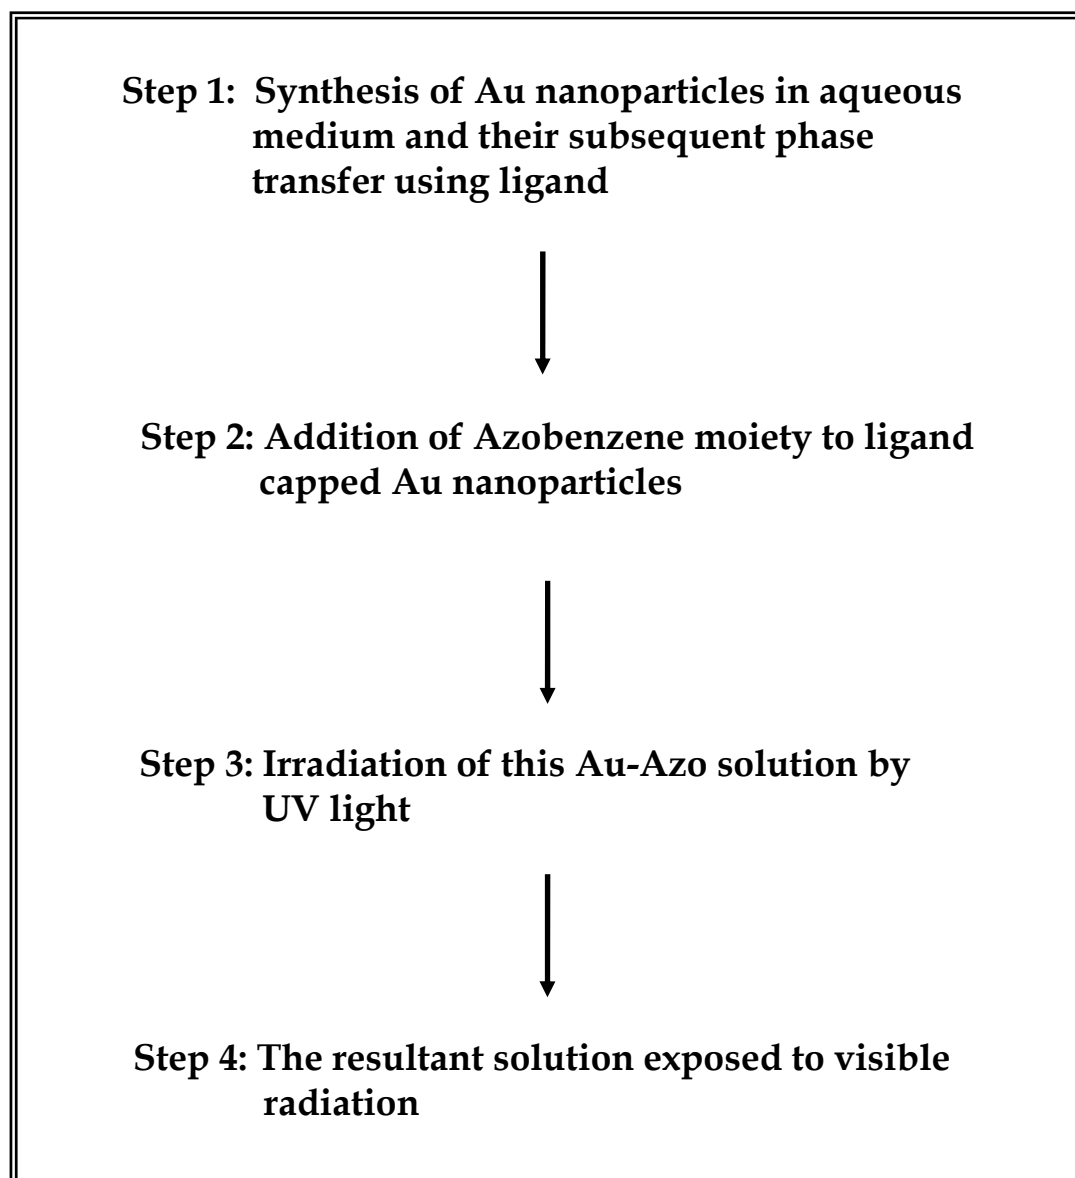 Step 1: Synthesis of Au nanoparticles in aqueous
medium and their subsequent phase
transfer using ligand
Step 2: Addition of Azobenzene moiety to ligand
capped Au nanoparticles
Step 3: Irradiation of this Au-Azo solution by
UV light
Step 4: The resultant solution exposed to visible
radiation